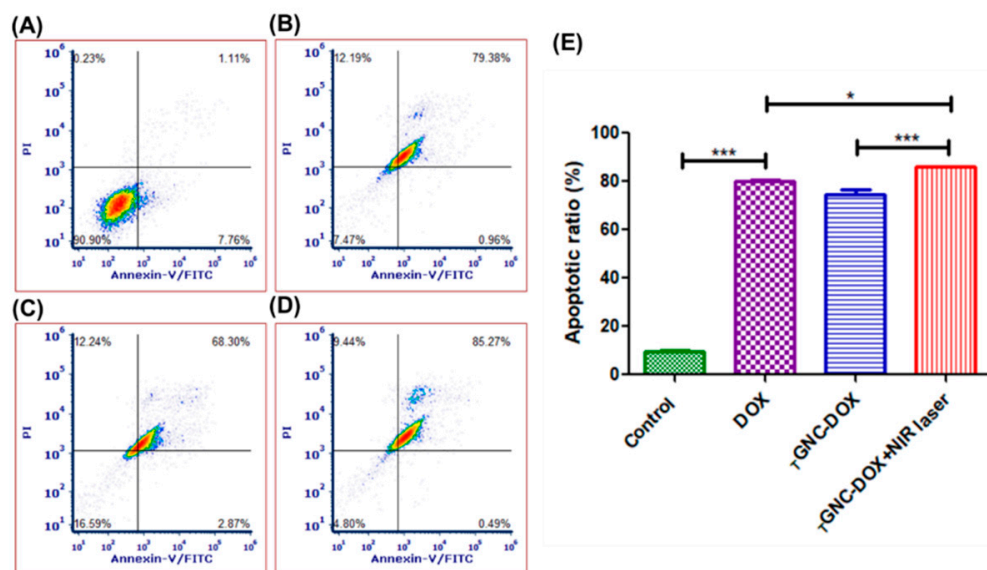 (A)
0.23% 1.11%
10⁶
10⁵
10⁴
PI
10³
10²
10¹
90.90% 7.76%
10¹ 10² 10³ 10⁴ 10⁵ 10⁶
Annexin-V/FITC
(B)
12.19% 79.38%
10⁶
10⁵
10⁴
PI
10³
10²
10¹
7.47% 0.96%
10¹ 10² 10³ 10⁴ 10⁵ 10⁶
Annexin-V/FITC
(C)
12.24% 68.30%
10⁶
10⁵
10⁴
PI
10³
10²
10¹
16.59% 2.87%
10¹ 10² 10³ 10⁴ 10⁵ 10⁶
Annexin-V/FITC
(D)
9.44% 85.27%
10⁶
10⁵
10⁴
PI
10³
10²
10¹
4.80% 0.49%
10¹ 10² 10³ 10⁴ 10⁵ 10⁶
Annexin-V/FITC
(E)
*
*** ***
100
80
60
40
20
0
Apoptotic ratio (%)
Control
DOX
TGNC-DOX
TGNC-DOX+NIR laser